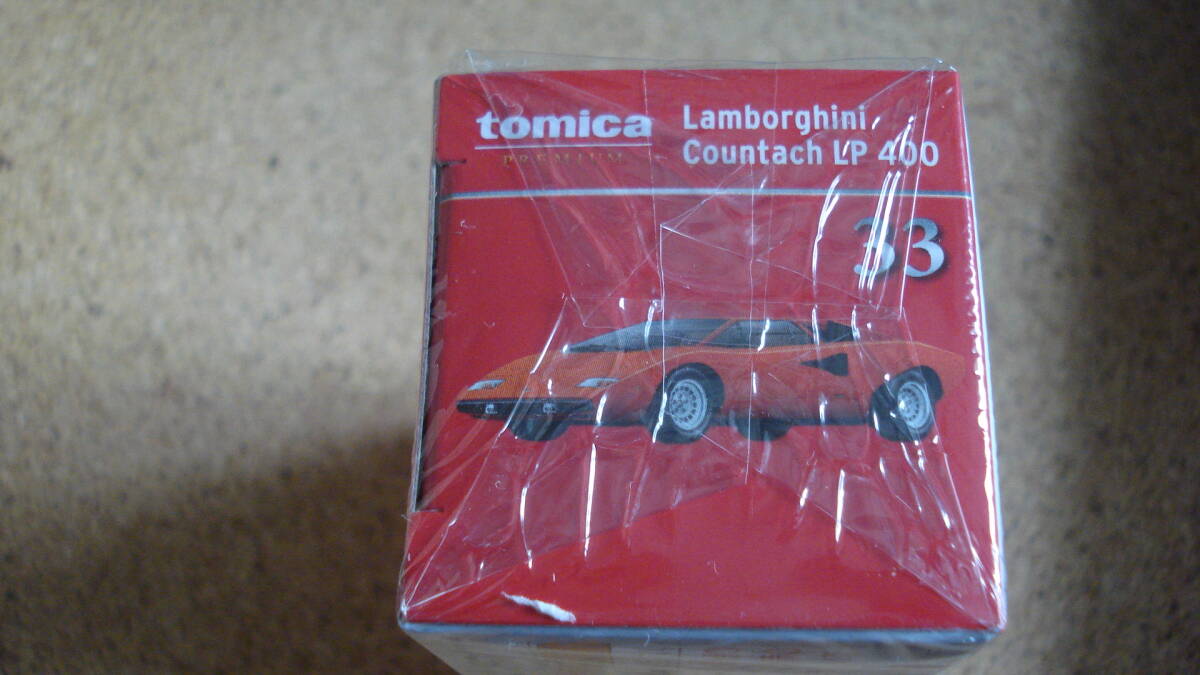 tomica
PREMIUM
Lamborghini
Countach LP 400
33